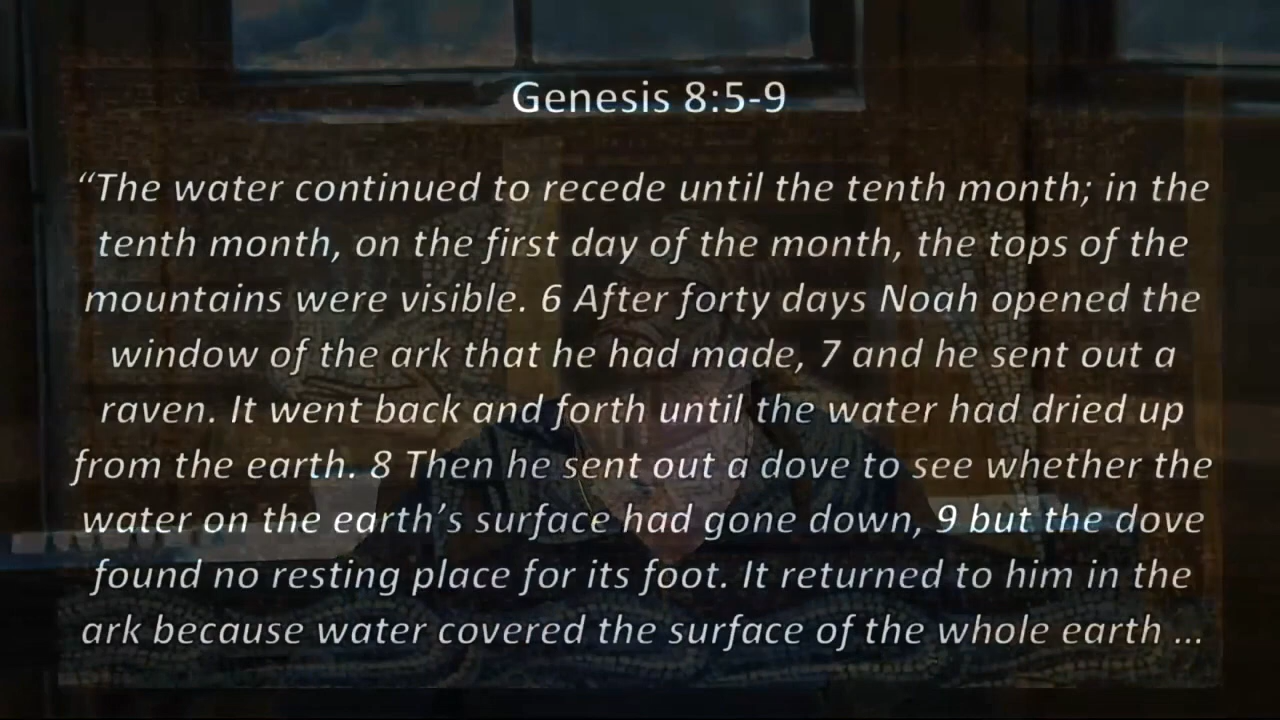 Genesis 8:5-9
“The water continued to recede until the tenth month; in the
tenth month, on the first day of the month, the tops of the
mountains were visible. 6 After forty days Noah opened the
window of the ark that he had made, 7 and he sent out a
raven. It went back and forth until the water had dried up
from the earth. 8 Then he sent out a dove to see whether the
water on the earth’s surface had gone down, 9 but the dove
found no resting place for its foot. It returned to him in the
ark because water covered the surface of the whole earth ...